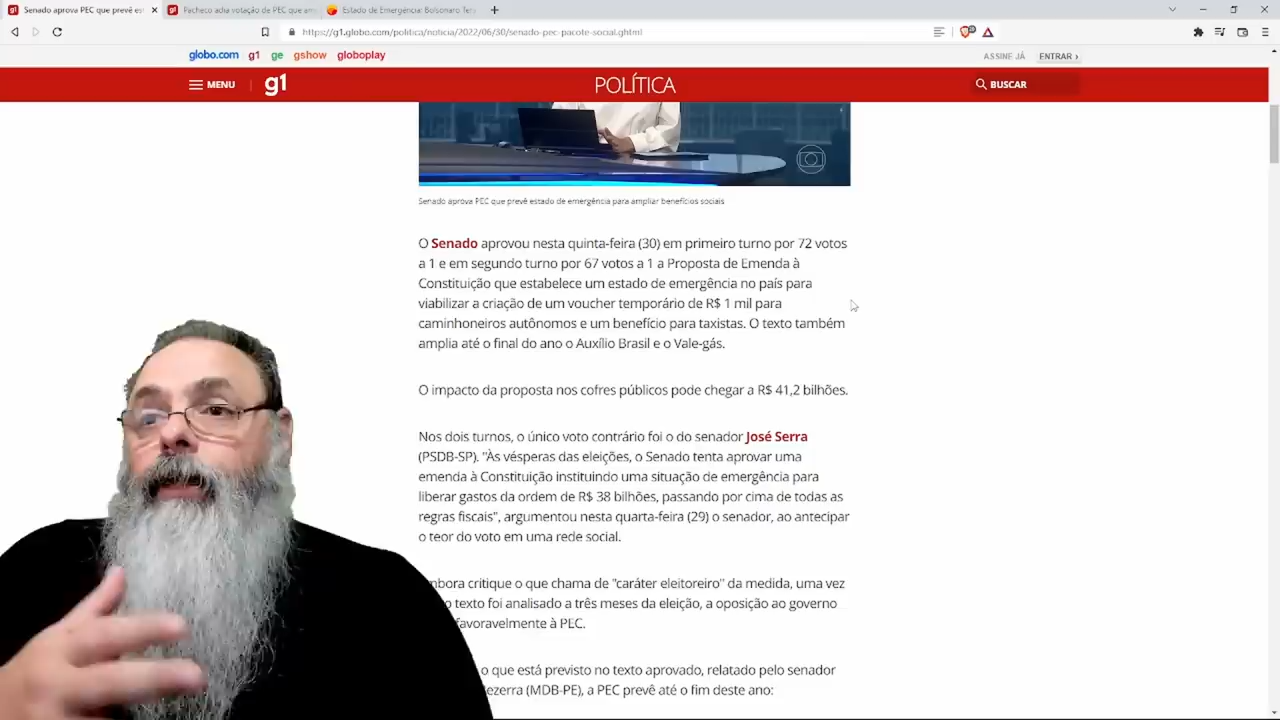 Senado aprova PEC que prevê es
Pacheco adia votação de PEC que am
Estado de Emergência: Bolsonaro Terá
https://g1.globo.com/politica/noticia/2022/06/30/senado-pec-pacote-social.ghtml
globo.com g1 ge gshow globoplay
ASSINE JÁ ENTRAR ›
MENU g1 POLÍTICA BUSCAR
Senado aprova PEC que prevê estado de emergência para ampliar benefícios sociais
O Senado aprovou nesta quinta-feira (30) em primeiro turno por 72 votos
a 1 e em segundo turno por 67 votos a 1 a Proposta de Emenda à
Constituição que estabelece um estado de emergência no país para
viabilizar a criação de um voucher temporário de R$ 1 mil para
caminhoneiros autônomos e um benefício para taxistas. O texto também
amplia até o final do ano o Auxílio Brasil e o Vale-gás.
O impacto da proposta nos cofres públicos pode chegar a R$ 41,2 bilhões.
Nos dois turnos, o único voto contrário foi o do senador José Serra
(PSDB-SP). "Às vésperas das eleições, o Senado tenta aprovar uma
emenda à Constituição instituindo uma situação de emergência para
liberar gastos da ordem de R$ 38 bilhões, passando por cima de todas as
regras fiscais", argumentou nesta quarta-feira (29) o senador, ao antecipar
o teor do voto em uma rede social.
mbora critique o que chama de "caráter eleitoreiro" da medida, uma vez
o texto foi analisado a três meses da eleição, a oposição ao governo
favoravelmente à PEC.
o que está previsto no texto aprovado, relatado pelo senador
ezerra (MDB-PE), a PEC prevê até o fim deste ano: